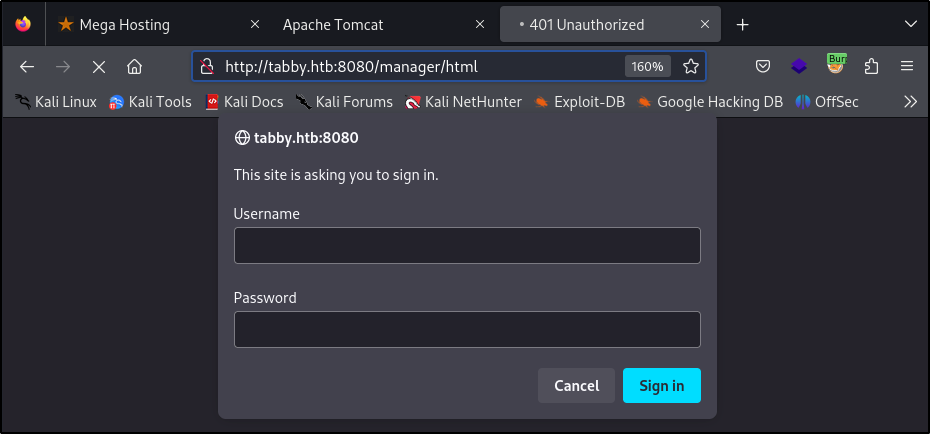 Mega Hosting
Apache Tomcat
401 Unauthorized
http://tabby.htb:8080/manager/html
160%
Kali Linux
Kali Tools
Kali Docs
Kali Forums
Kali NetHunter
Exploit-DB
Google Hacking DB
OffSec
tabby.htb:8080
This site is asking you to sign in.
Username
Password
Cancel
Sign in